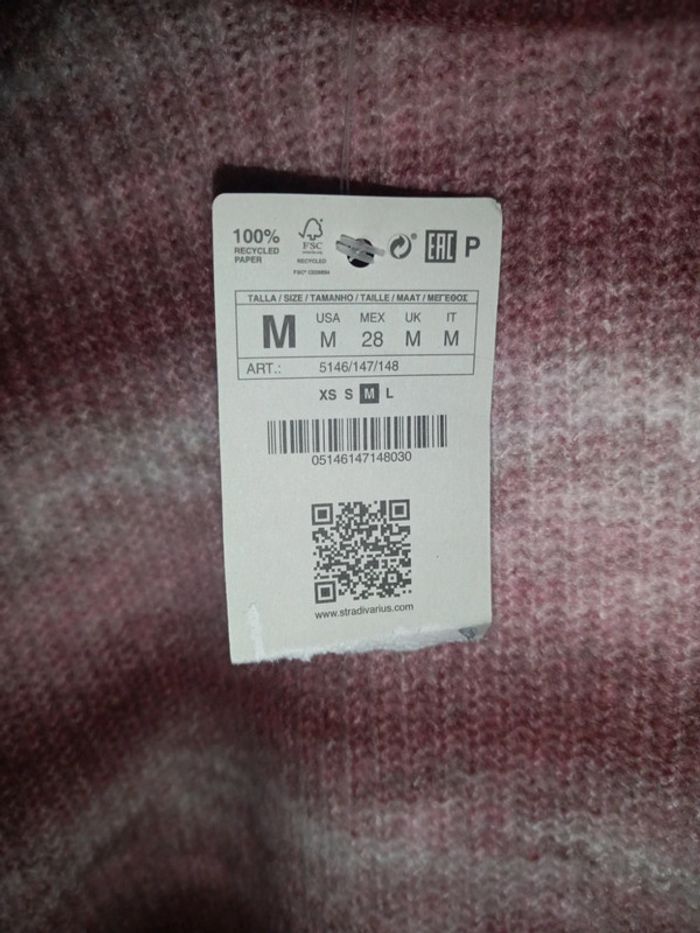 100%
RECYCLED
PAPER
FSC
RECYCLED
EAC P
TALLA / SIZE / TAMANHO / TAILLE / MAAT / ΜΕΓΕΘΟΣ
M
USA MEX UK IT
M 28 M M
ART.: 5146/147/148
XS S M L
05146147148030
www.stradivarius.com